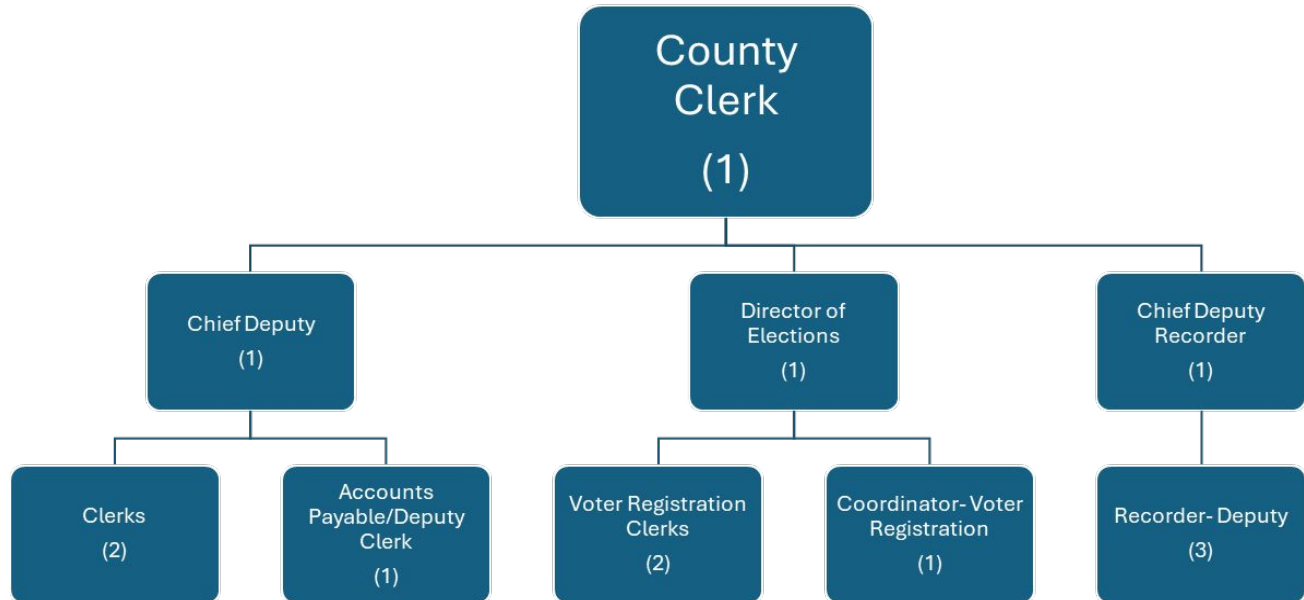 County
Clerk
(1)
Chief Deputy
(1)
Director of
Elections
(1)
Chief Deputy
Recorder
(1)
Clerks
(2)
Accounts
Payable/Deputy
Clerk
(1)
Voter Registration
Clerks
(2)
Coordinator- Voter
Registration
(1)
Recorder- Deputy
(3)